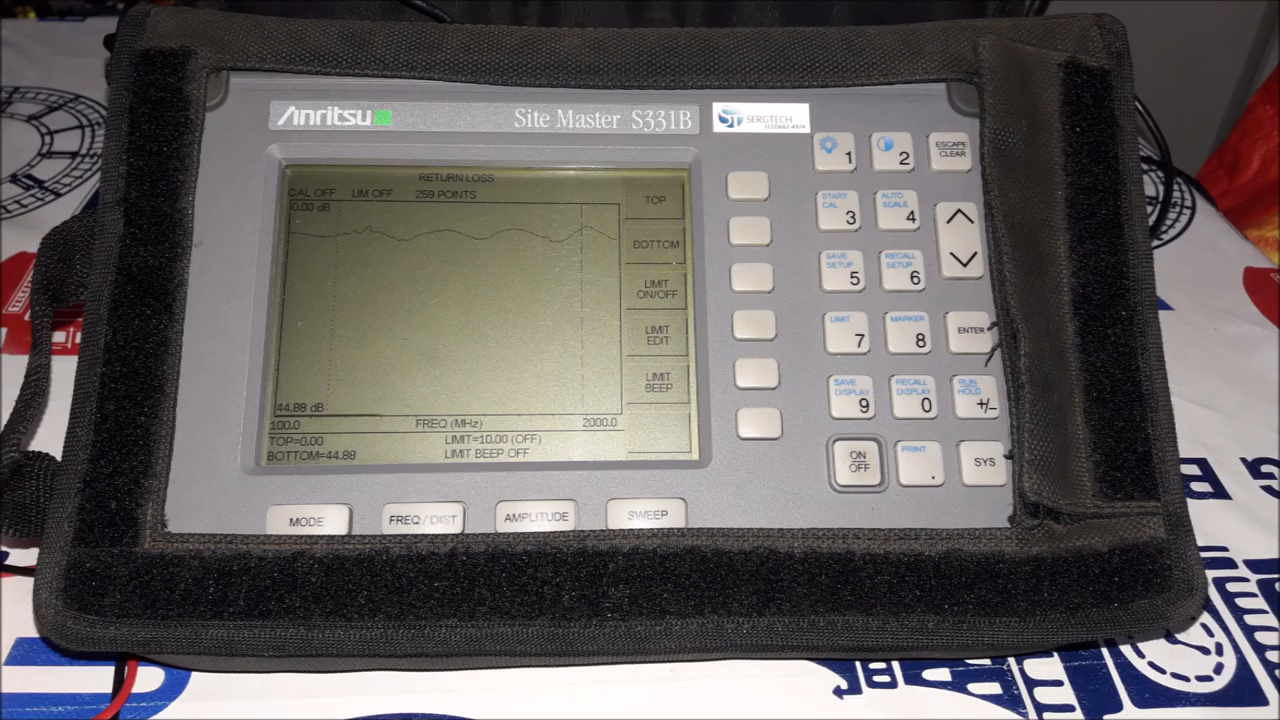 Anritsu
Site Master S331B
SERGTECH
RETURN LOSS
CAL OFF LIM OFF 259 POINTS
0.00 dB
44.88 dB
100.0 FREQ (MHz) 2000.0
TOP=0.00 LIMIT=10.00 (OFF)
BOTTOM=44.88 LIMIT BEEP OFF
TOP
BOTTOM
LIMIT
ON/OFF
LIMIT
EDIT
LIMIT
BEEP
1
2
ESCAPE
CLEAR
START
CAL
3
AUTO
SCALE
4
SAVE
SETUP
5
RECALL
SETUP
6
LIMIT
7
MARKER
8
ENTER
SAVE
DISPLAY
9
RECALL
DISPLAY
0
RUN
HOLD
+/−
ON
OFF
PRINT
.
SYS
MODE
FREQ / DIST
AMPLITUDE
SWEEP